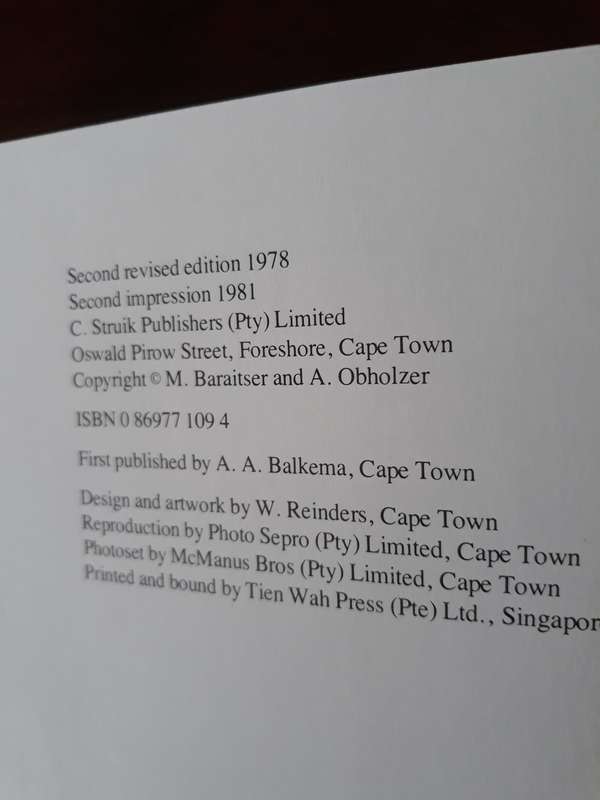 Second revised edition 1978
Second impression 1981
C. Struik Publishers (Pty) Limited
Oswald Pirow Street, Foreshore, Cape Town
Copyright © M. Baraitser and A. Obholzer
ISBN 0 86977 109 4
First published by A. A. Balkema, Cape Town
Design and artwork by W. Reinders, Cape Town
Reproduction by Photo Sepro (Pty) Limited, Cape Town
Photoset by McManus Bros (Pty) Limited, Cape Town
Printed and bound by Tien Wah Press (Pte) Ltd., Singapor